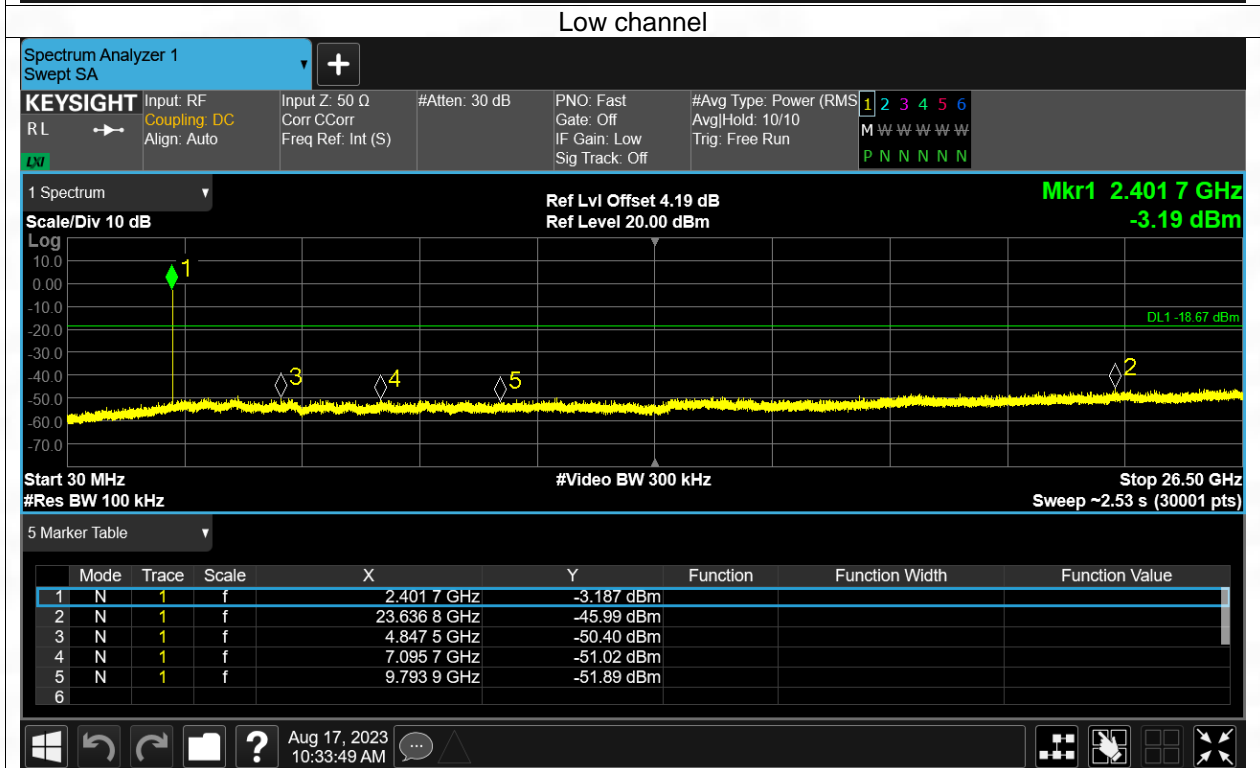 Low channel
Spectrum Analyzer 1
Swept SA
+
KEYSIGHT Input: RF Input Z: 50 Ω #Atten: 30 dB PNO: Fast #Avg Type: Power (RMS 1 2 3 4 5 6
RL Coupling: DC Corr CCorr Gate: Off Avg|Hold: 10/10 M W W W W W
Align: Auto Freq Ref: Int (S) IF Gain: Low Trig: Free Run
LXI Sig Track: Off P N N N N N
1 Spectrum Ref Lvl Offset 4.19 dB Mkr1 2.401 7 GHz
Scale/Div 10 dB Ref Level 20.00 dBm -3.19 dBm
Log
10.0 1
0.00
-10.0
DL1 -18.67 dBm
-20.0
-30.0
-40.0 3 4 5 2
-50.0
-60.0
-70.0
Start 30 MHz #Video BW 300 kHz Stop 26.50 GHz
#Res BW 100 kHz Sweep ~2.53 s (30001 pts)
5 Marker Table
Mode Trace Scale X Y Function Function Width Function Value
1 N 1 f 2.401 7 GHz -3.187 dBm
2 N 1 f 23.636 8 GHz -45.99 dBm
3 N 1 f 4.847 5 GHz -50.40 dBm
4 N 1 f 7.095 7 GHz -51.02 dBm
5 N 1 f 9.793 9 GHz -51.89 dBm
6
? Aug 17, 2023
10:33:49 AM